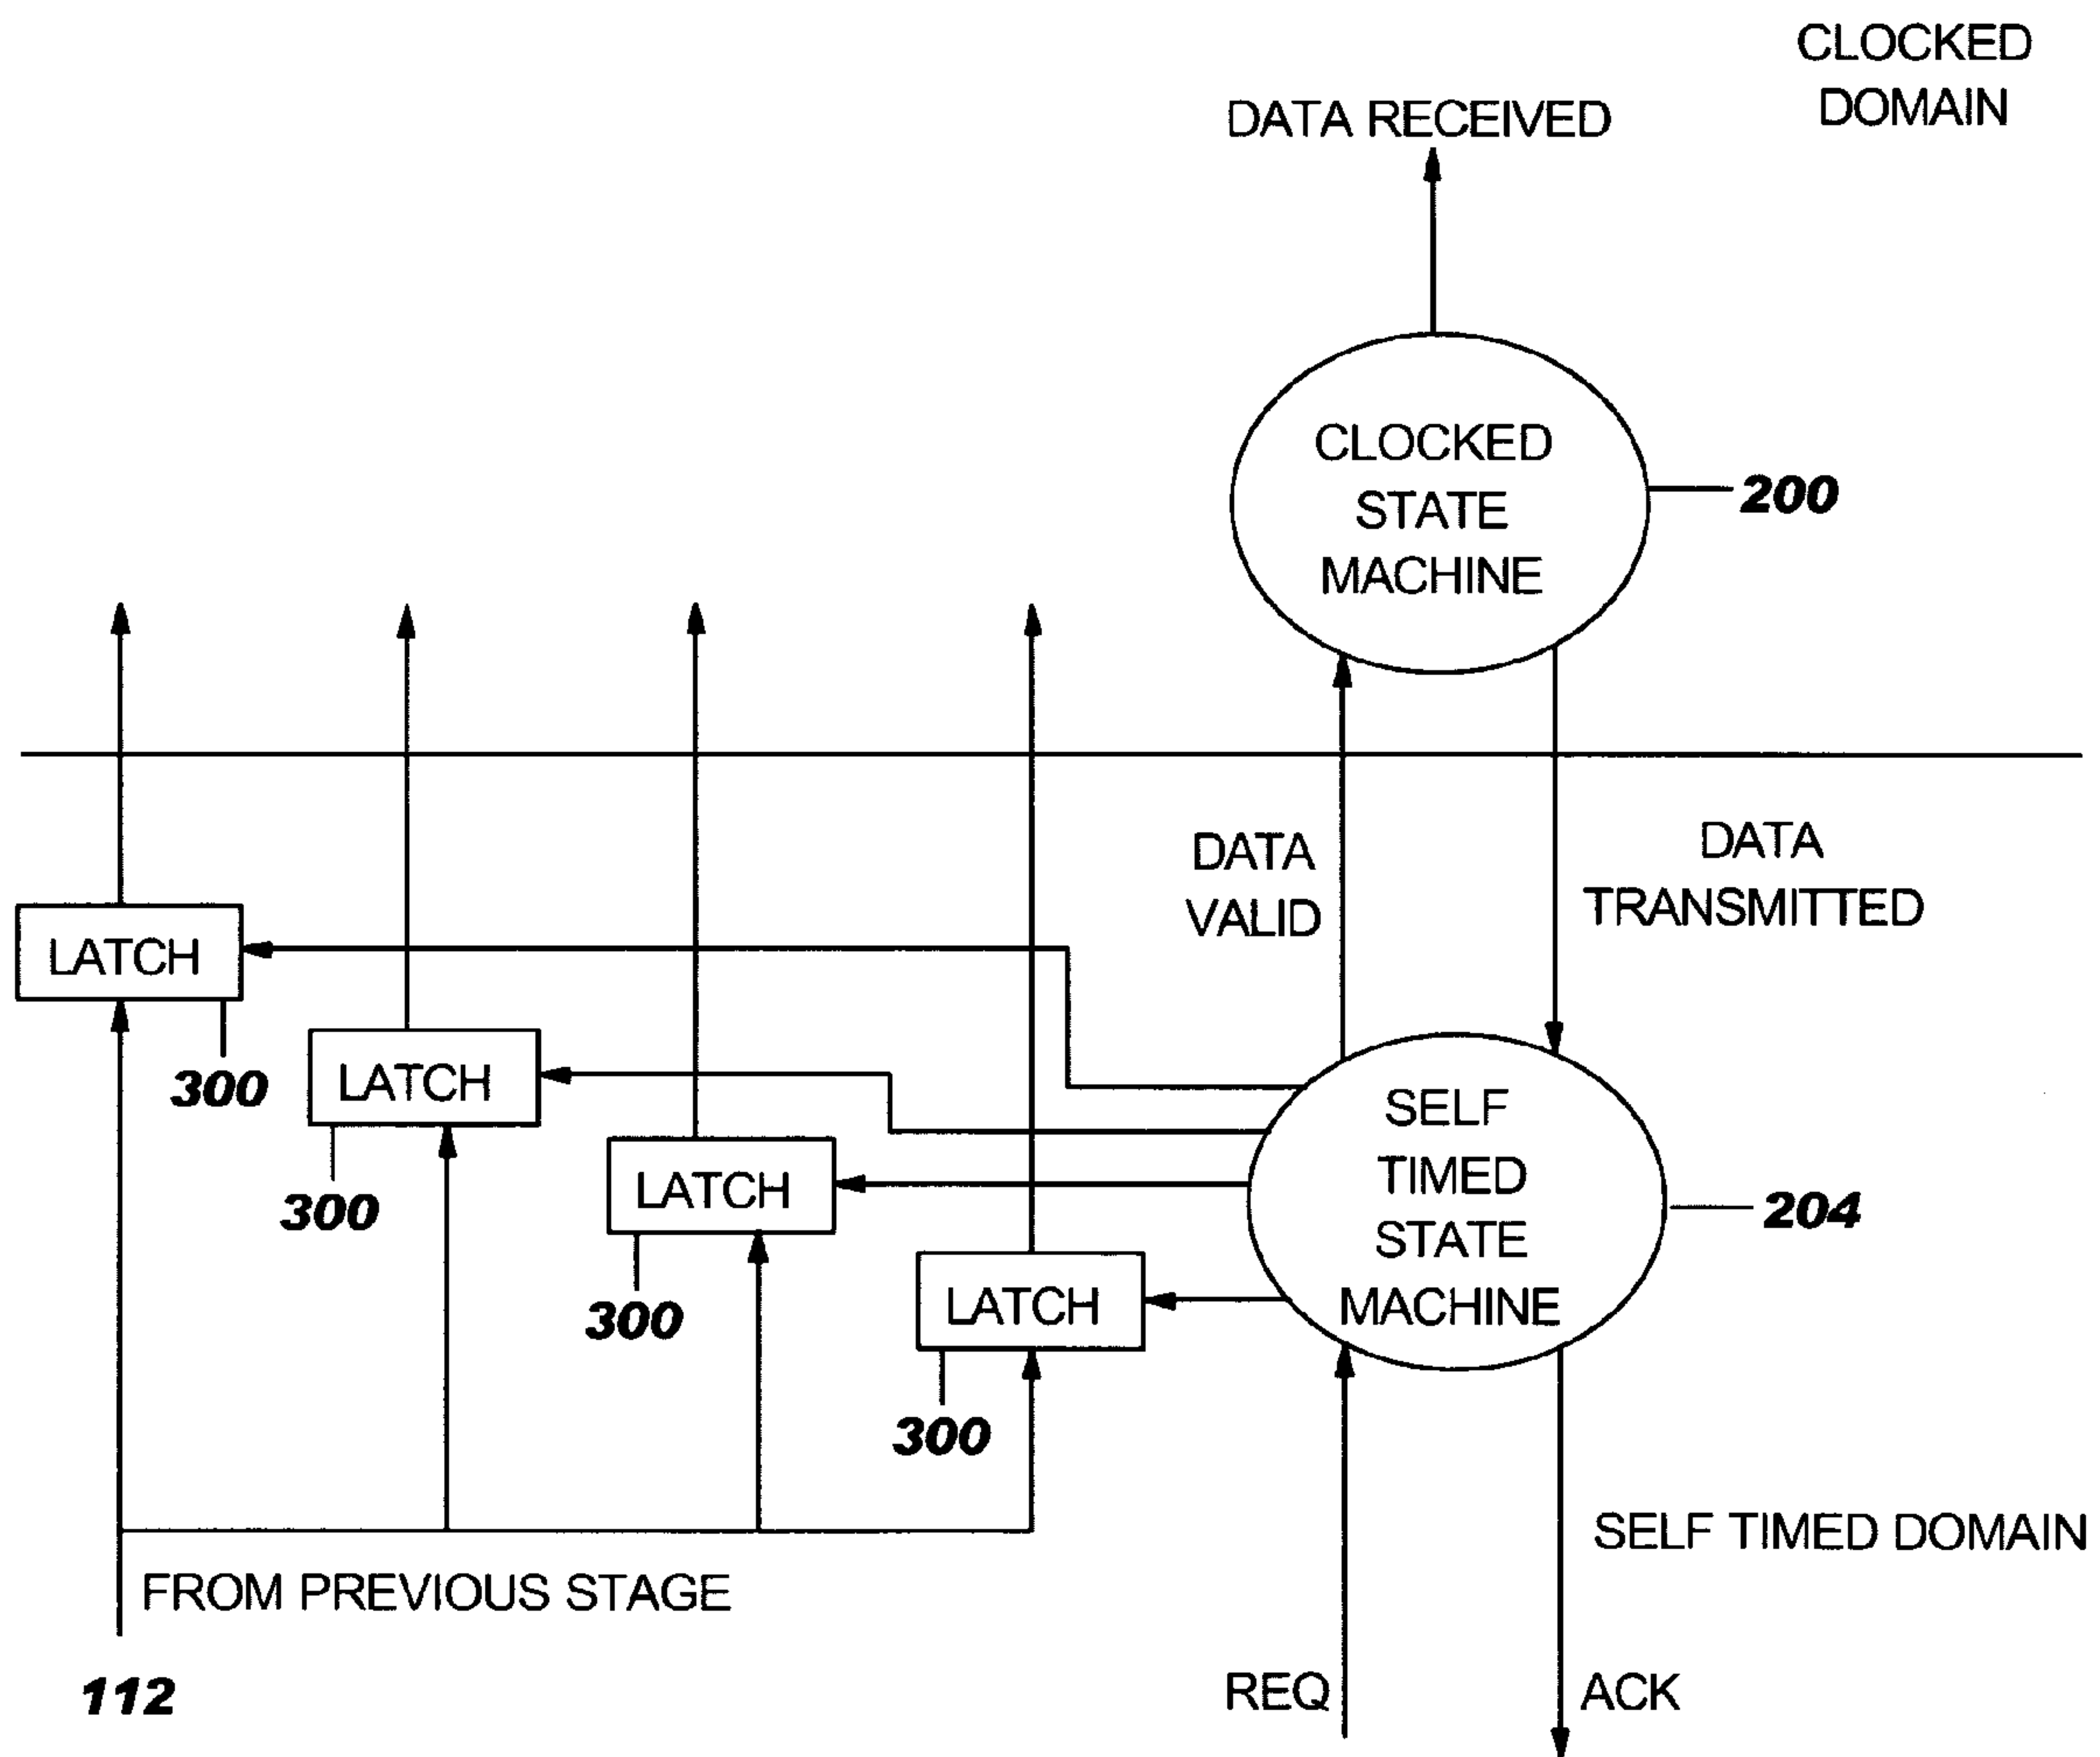 CLOCKED
DOMAIN
DATA RECEIVED
CLOCKED
STATE
MACHINE
200
DATA
VALID
DATA
TRANSMITTED
LATCH
300
LATCH
300
LATCH
300
LATCH
300
SELF
TIMED
STATE
MACHINE
204
SELF TIMED DOMAIN
FROM PREVIOUS STAGE
112
REQ
ACK